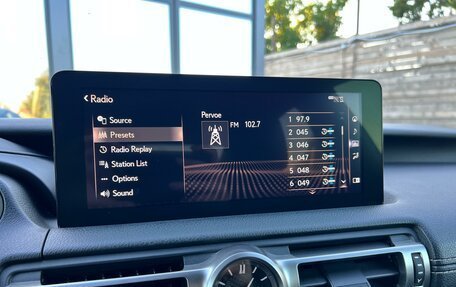 Radio
Source
Presets
Radio Replay
Station List
Options
Sound
Pervoe
FM 102.7
1 97.9
2 045
3 046
4 047
5 048
6 049